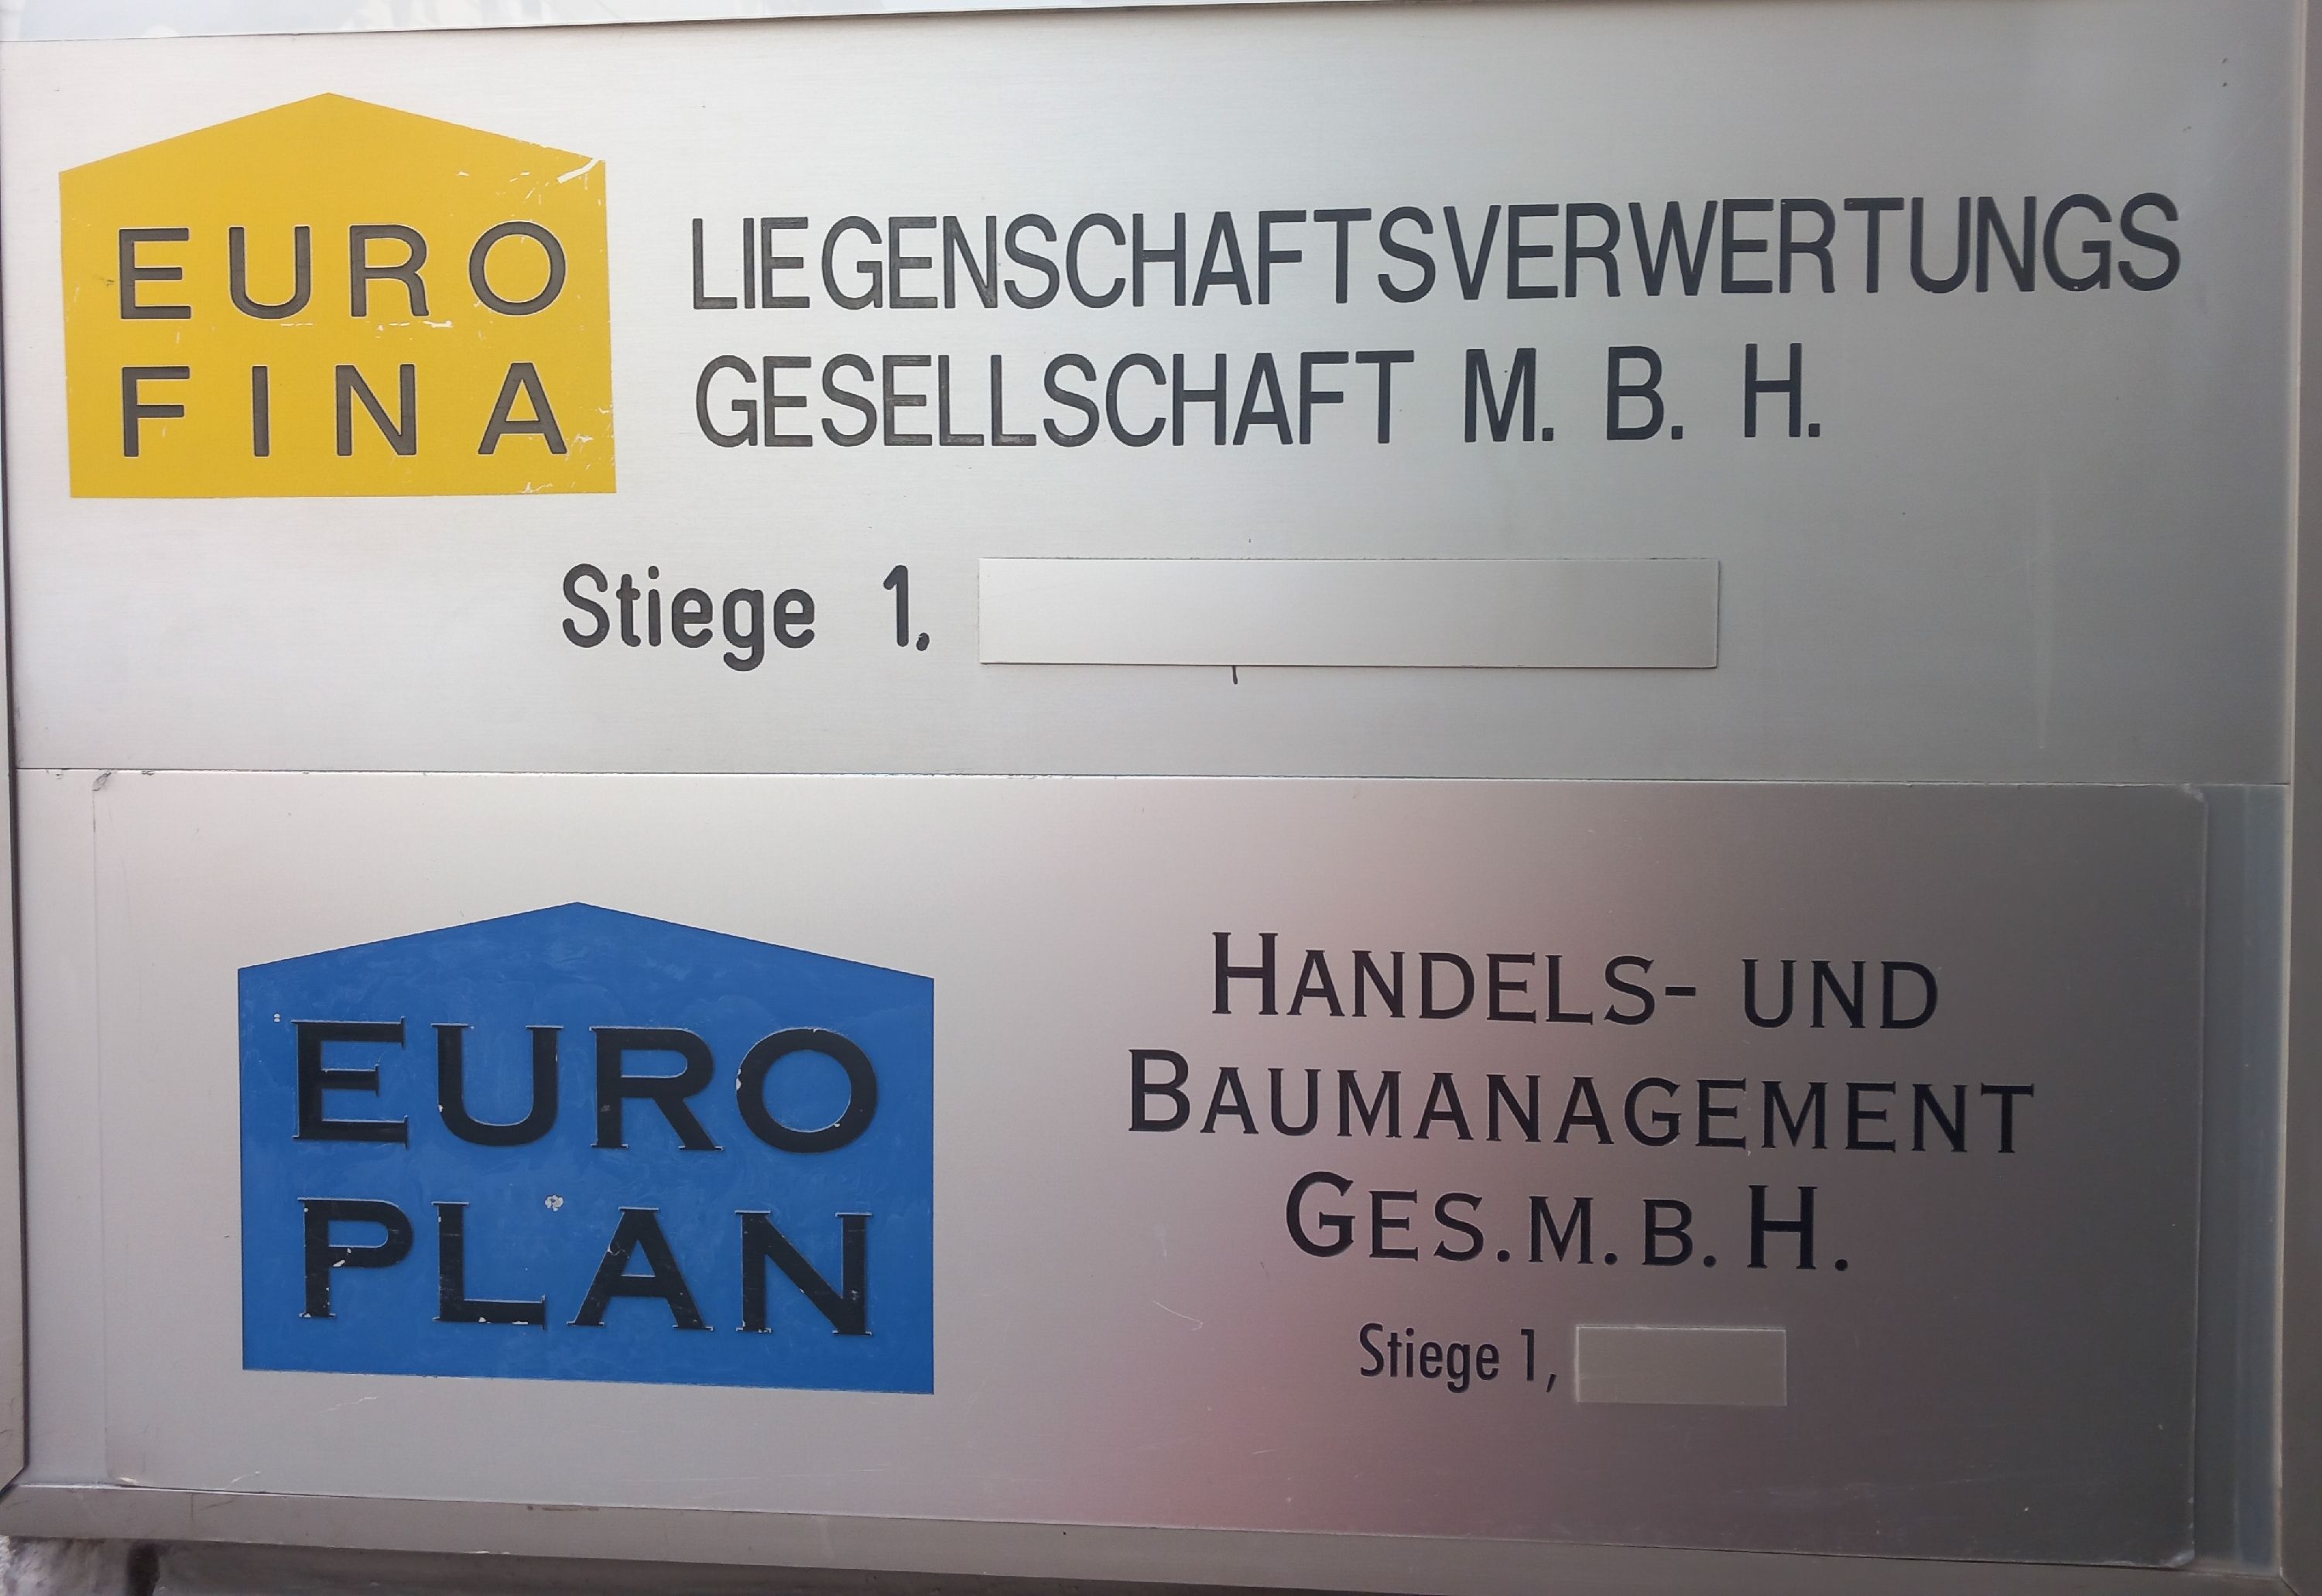 EURO
FINA
LIEGENSCHAFTSVERWERTUNGS
GESELLSCHAFT M. B. H.
Stiege 1.
EURO
PLAN
HANDELS- UND
BAUMANAGEMENT
GES.M.B.H.
Stiege 1,